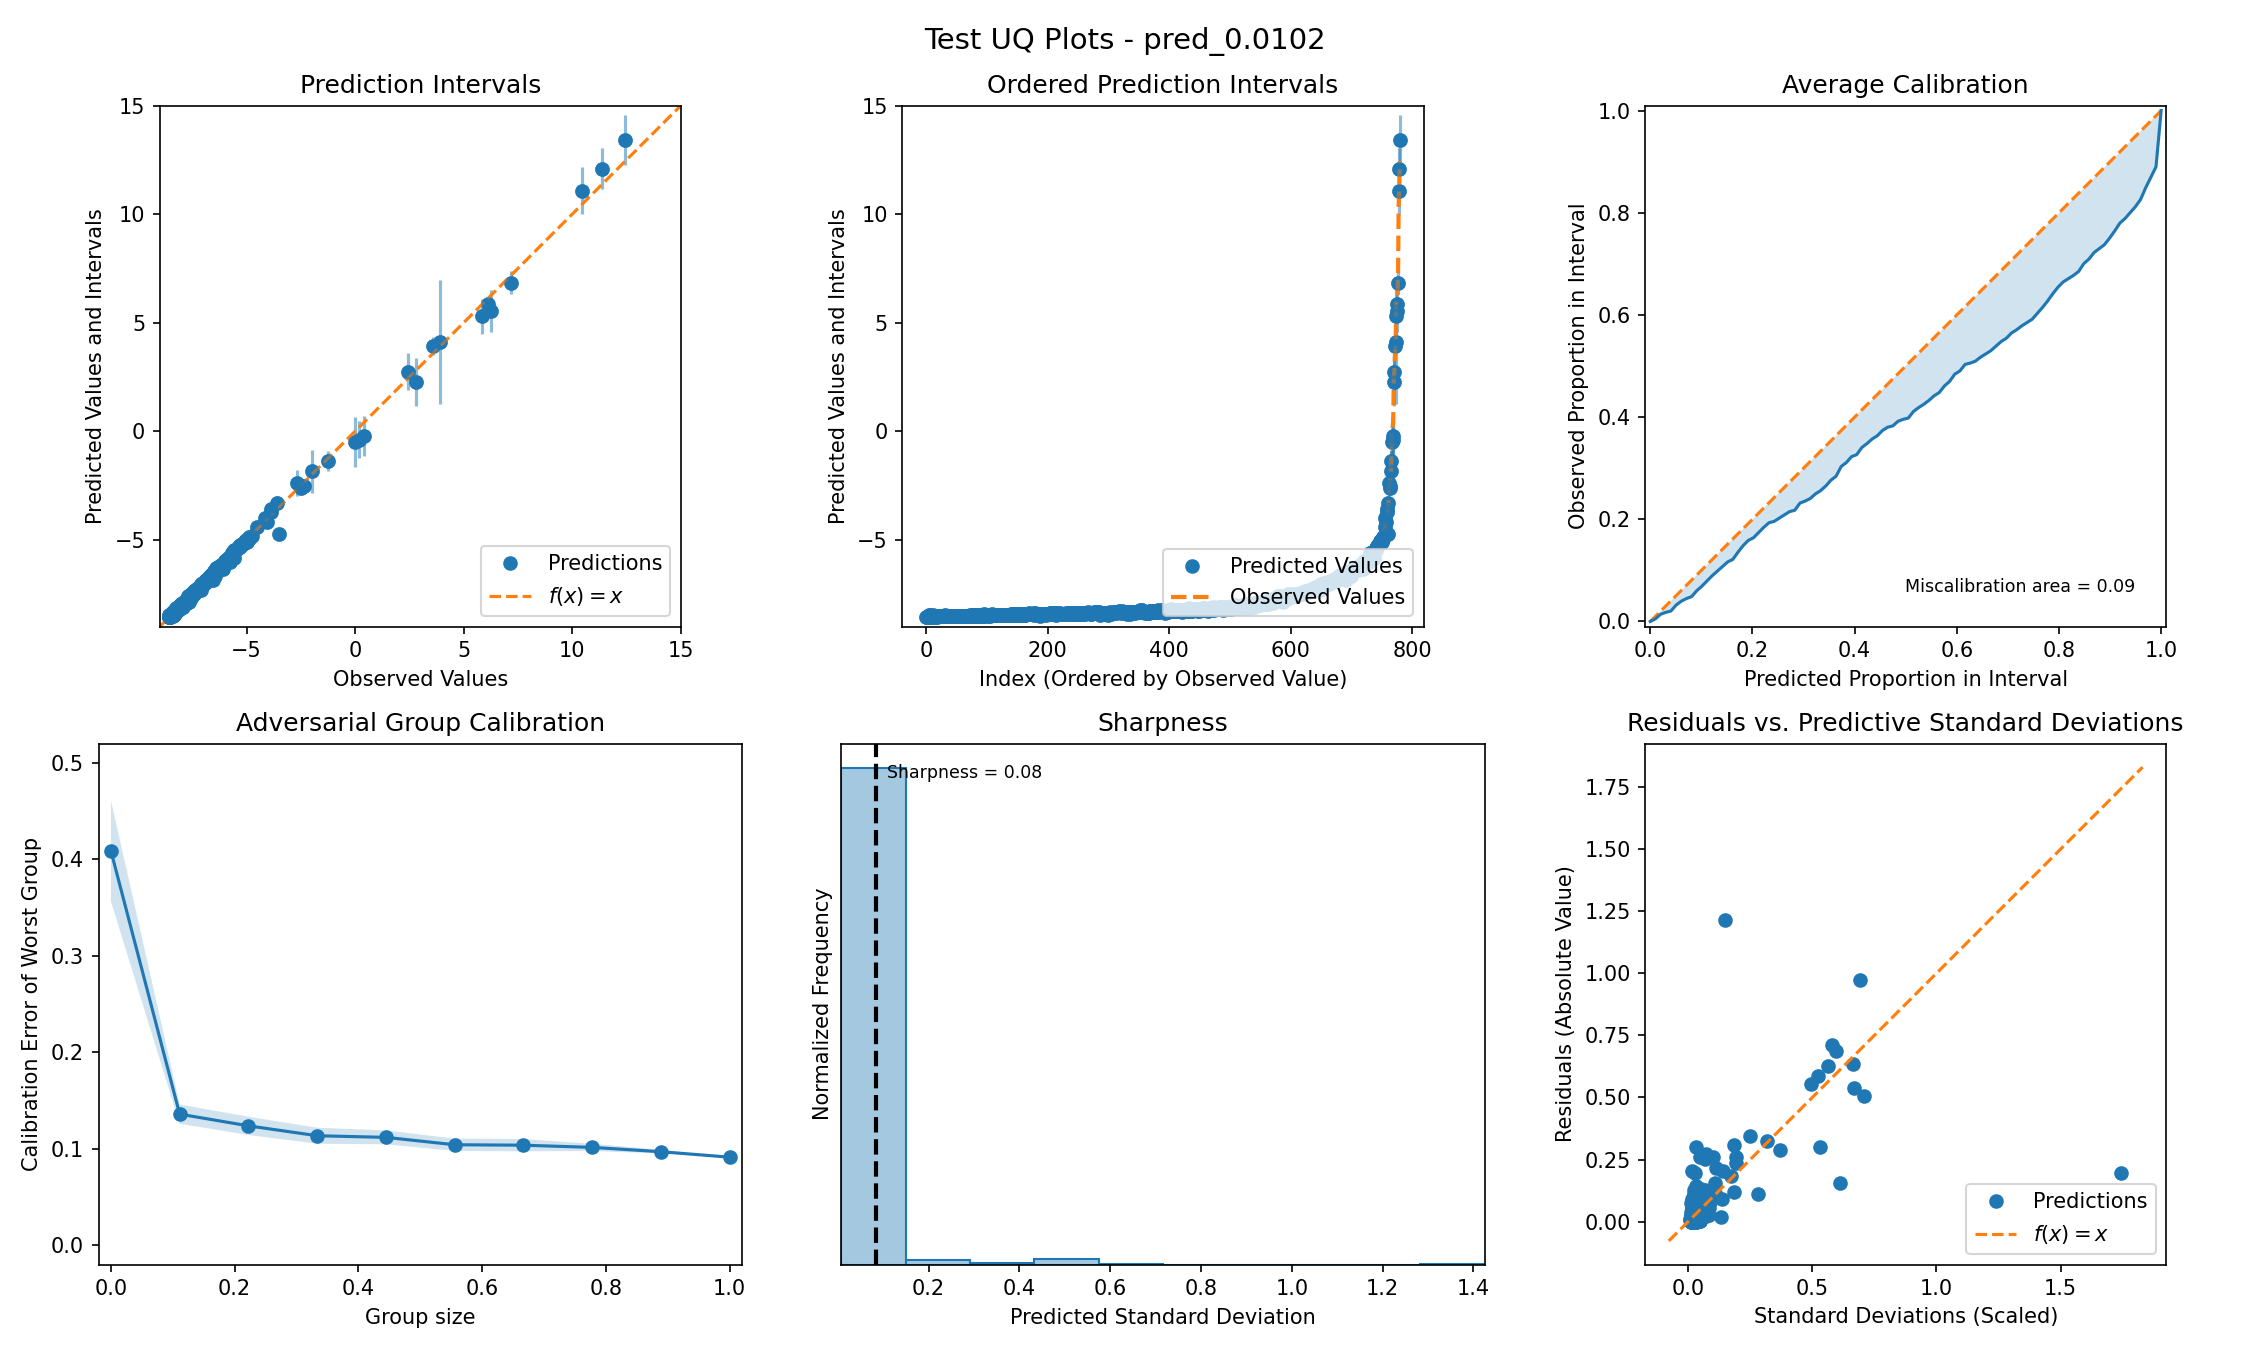 Test UQ Plots - pred_0.0102
Prediction Intervals
Predicted Values and Intervals
15
10
5
0
−5
−5
0
5
10
15
Observed Values
Predictions
f(x) = x
Ordered Prediction Intervals
Predicted Values and Intervals
15
10
5
0
−5
0
200
400
600
800
Index (Ordered by Observed Value)
Predicted Values
Observed Values
Average Calibration
Observed Proportion in Interval
1.0
0.8
0.6
0.4
0.2
0.0
0.0
0.2
0.4
0.6
0.8
1.0
Predicted Proportion in Interval
Miscalibration area = 0.09
Adversarial Group Calibration
Calibration Error of Worst Group
0.5
0.4
0.3
0.2
0.1
0.0
0.0
0.2
0.4
0.6
0.8
1.0
Group size
Sharpness
Normalized Frequency
Sharpness = 0.08
0.2
0.4
0.6
0.8
1.0
1.2
1.4
Predicted Standard Deviation
Residuals vs. Predictive Standard Deviations
Residuals (Absolute Value)
1.75
1.50
1.25
1.00
0.75
0.50
0.25
0.00
0.0
0.5
1.0
1.5
Standard Deviations (Scaled)
Predictions
f(x) = x